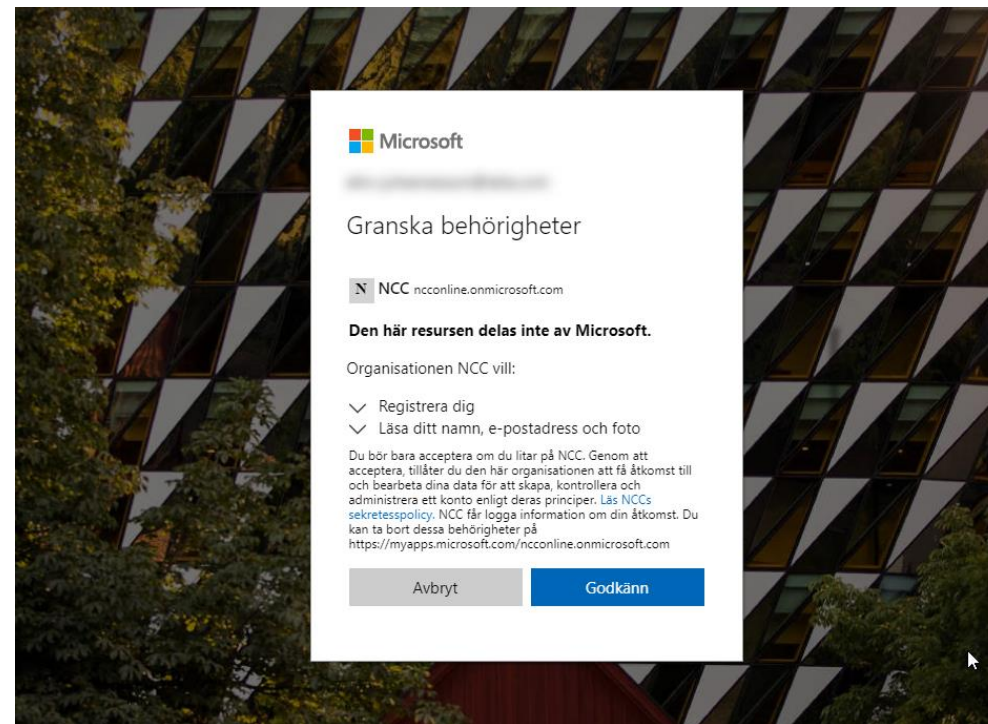 Microsoft
Granska behörigheter
N NCC ncconline.onmicrosoft.com
Den här resursen delas inte av Microsoft.
Organisationen NCC vill:
Registrera dig
Läsa ditt namn, e-postadress och foto
Du bör bara acceptera om du litar på NCC. Genom att
acceptera, tillåter du den här organisationen att få åtkomst till
och bearbeta dina data för att skapa, kontrollera och
administrera ett konto enligt deras principer. Läs NCCs
sekretesspolicy. NCC får logga information om din åtkomst. Du
kan ta bort dessa behörigheter på
https://myapps.microsoft.com/ncconline.onmicrosoft.com
Avbryt
Godkänn